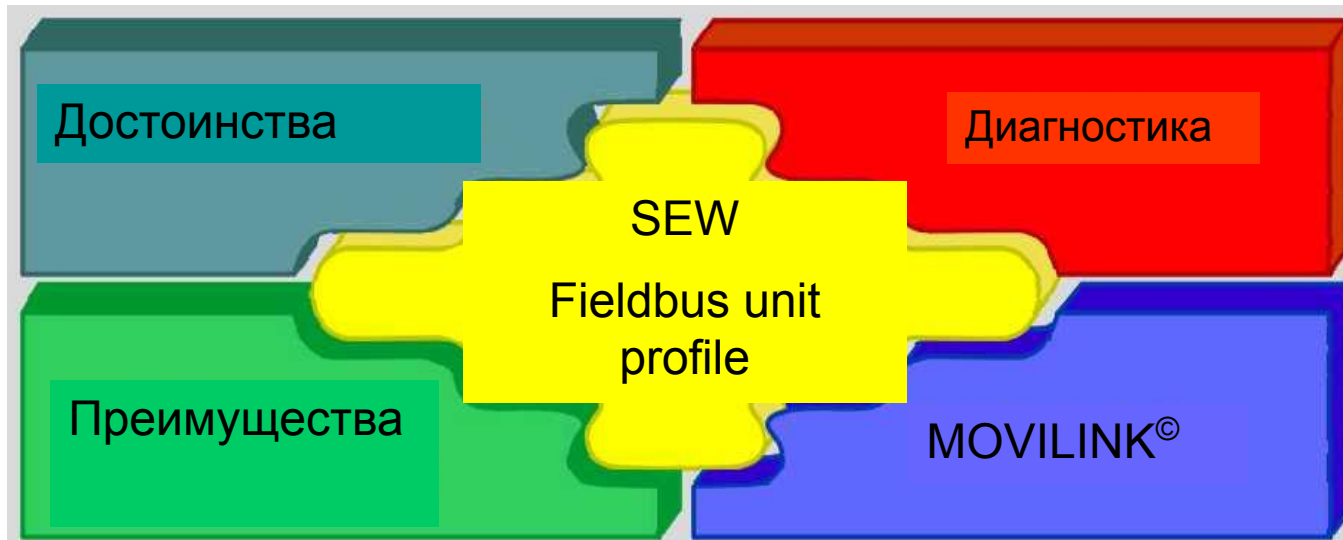 Достоинства
Диагностика
SEW
Fieldbus unit
profile
Преимущества
MOVILINK©